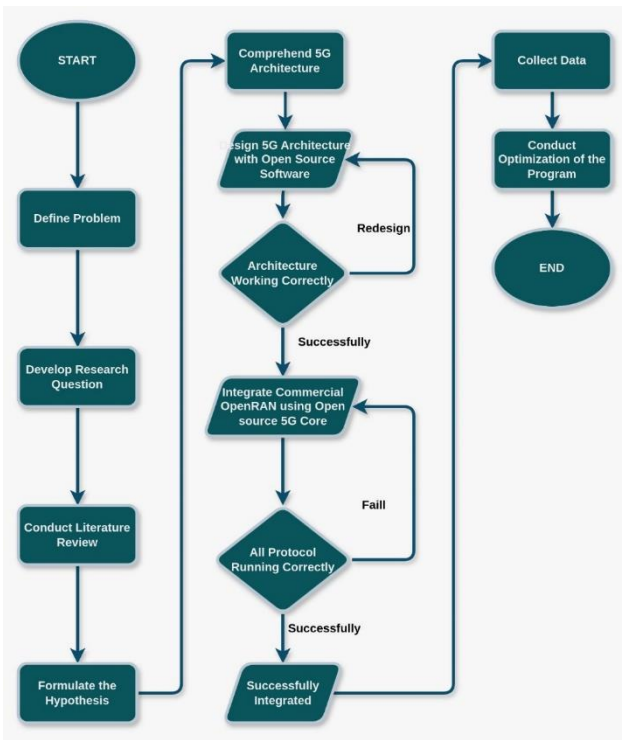 START
Define Problem
Develop Research
Question
Conduct Literature
Review
Formulate the
Hypothesis
Comprehend 5G
Architecture
Design 5G Architecture
with Open Source
Software
Redesign
Architecture
Working Correctly
Successfully
Integrate Commercial
OpenRAN using Open
source 5G Core
Faill
All Protocol
Running Correctly
Successfully
Successfully
Integrated
Collect Data
Conduct
Optimization of the
Program
END